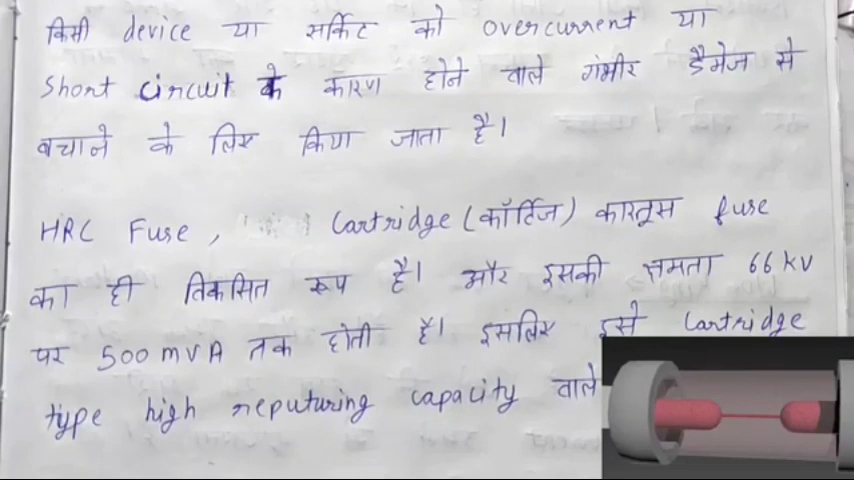 किसी device या सर्किट को overcurrent या
Short circuit के कारण होने वाले गंभीर डैमेज से
बचाने के लिए किया जाता है।
HRC Fuse, Cartridge (कॉर्टिज) कारतूस fuse
का ही विकसित रूप है। और इसकी क्षमता 66 kV
पर 500 mVA तक होती है। इसलिए इसे Cartridge
type high repturing capacity वाले